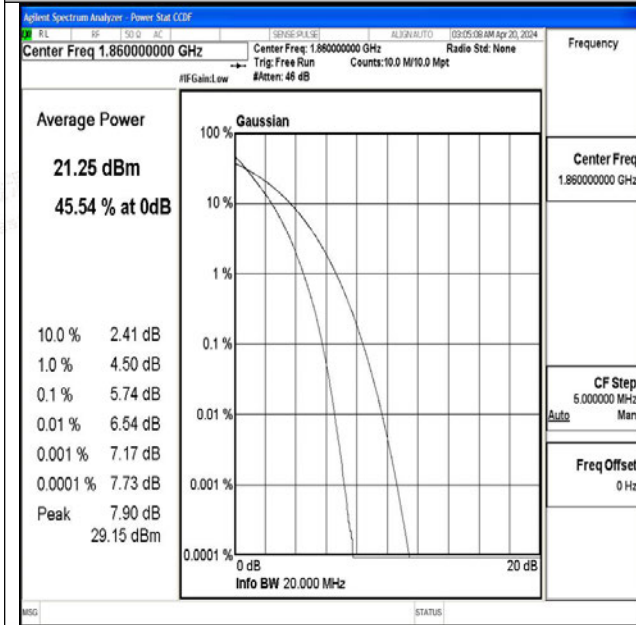 Agilent Spectrum Analyzer - Power Stat CCDF
RL RF 50 Ω AC SENSE:PULSE ALIGNAUTO 03:05:08 AM Apr 20, 2024
Center Freq 1.860000000 GHz
Center Freq: 1.860000000 GHz Radio Std: None
Trig: Free Run Counts:10.0 M/10.0 Mpt
#IFGain:Low #Atten: 46 dB
Frequency
Average Power
21.25 dBm
45.54 % at 0dB
10.0 % 2.41 dB
1.0 % 4.50 dB
0.1 % 5.74 dB
0.01 % 6.54 dB
0.001 % 7.17 dB
0.0001 % 7.73 dB
Peak 7.90 dB
29.15 dBm
Gaussian
100 %
10 %
1 %
0.1 %
0.01 %
0.001 %
0.0001 %
0 dB 20 dB
Info BW 20.000 MHz
Center Freq
1.860000000 GHz
CF Step
5.000000 MHz
Auto Man
Freq Offset
0 Hz
MSG STATUS